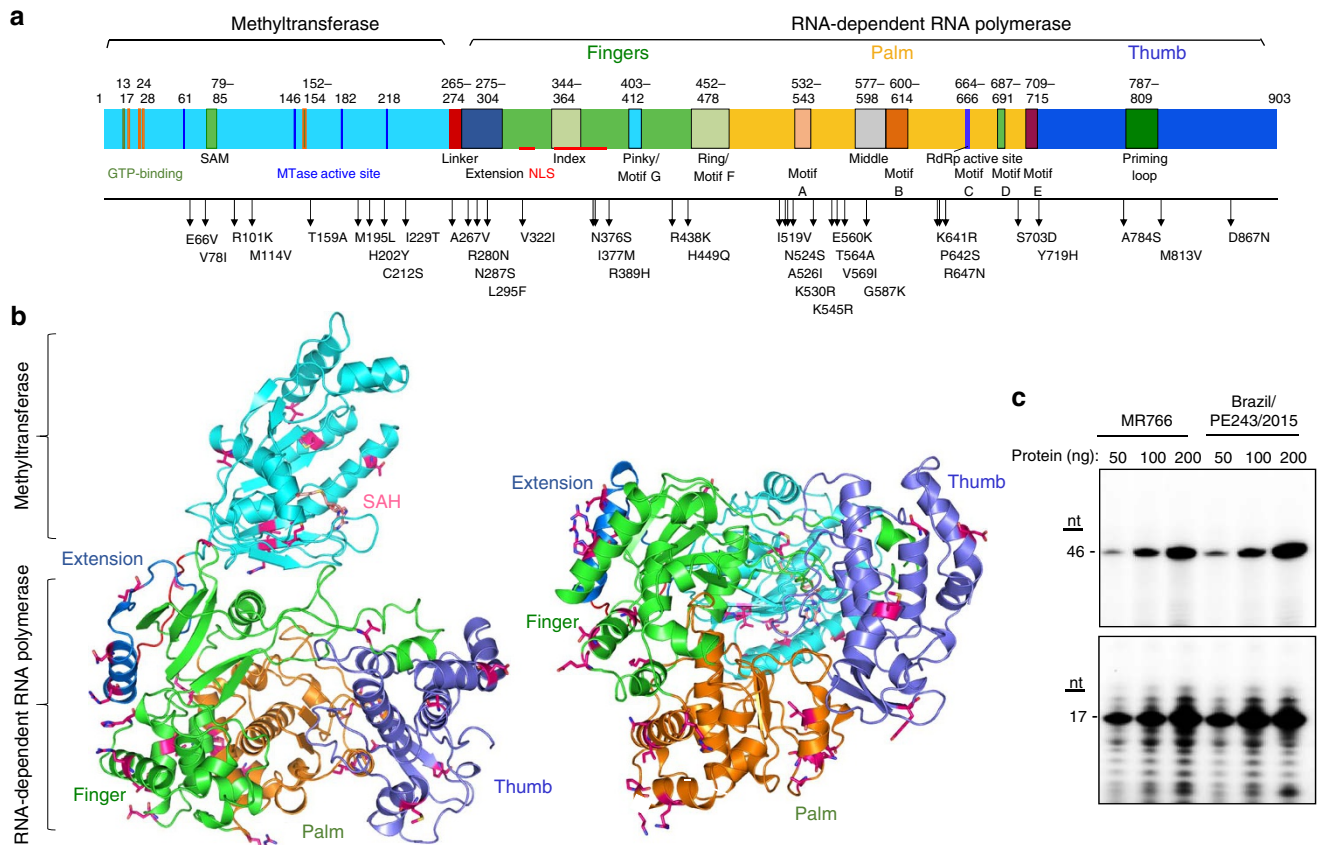 a
Methyltransferase
RNA-dependent RNA polymerase
Fingers
Palm
Thumb
13 24 79– 152– 265– 275– 344– 403– 452– 532– 577– 600– 664– 687– 709– 787–
1 17 28 61 85 146 154 182 218 274 304 364 412 478 543 598 614 666 691 715 809 903
SAM Linker Index Pinky/ Ring/ Middle RdRp active site Priming
GTP-binding MTase active site Extension NLS Motif G Motif F Motif Motif Motif Motif Motif E loop
A B C D
E66V R101K T159A M195L I229T A267V V322I N376S R438K I519V E560K K641R S703D A784S D867N
V78I M114V H202Y R280N I377M H449Q N524S T564A P642S Y719H M813V
C212S N287S R389H A526I V569I R647N
L295F K530R G587K
K545R
b
Methyltransferase
RNA-dependent RNA polymerase
SAH
Extension
Finger
Palm
Thumb
Extension
Thumb
Finger
Palm
c
Brazil/
MR766 PE243/2015
Protein (ng): 50 100 200 50 100 200
nt
46 -
nt
17 -